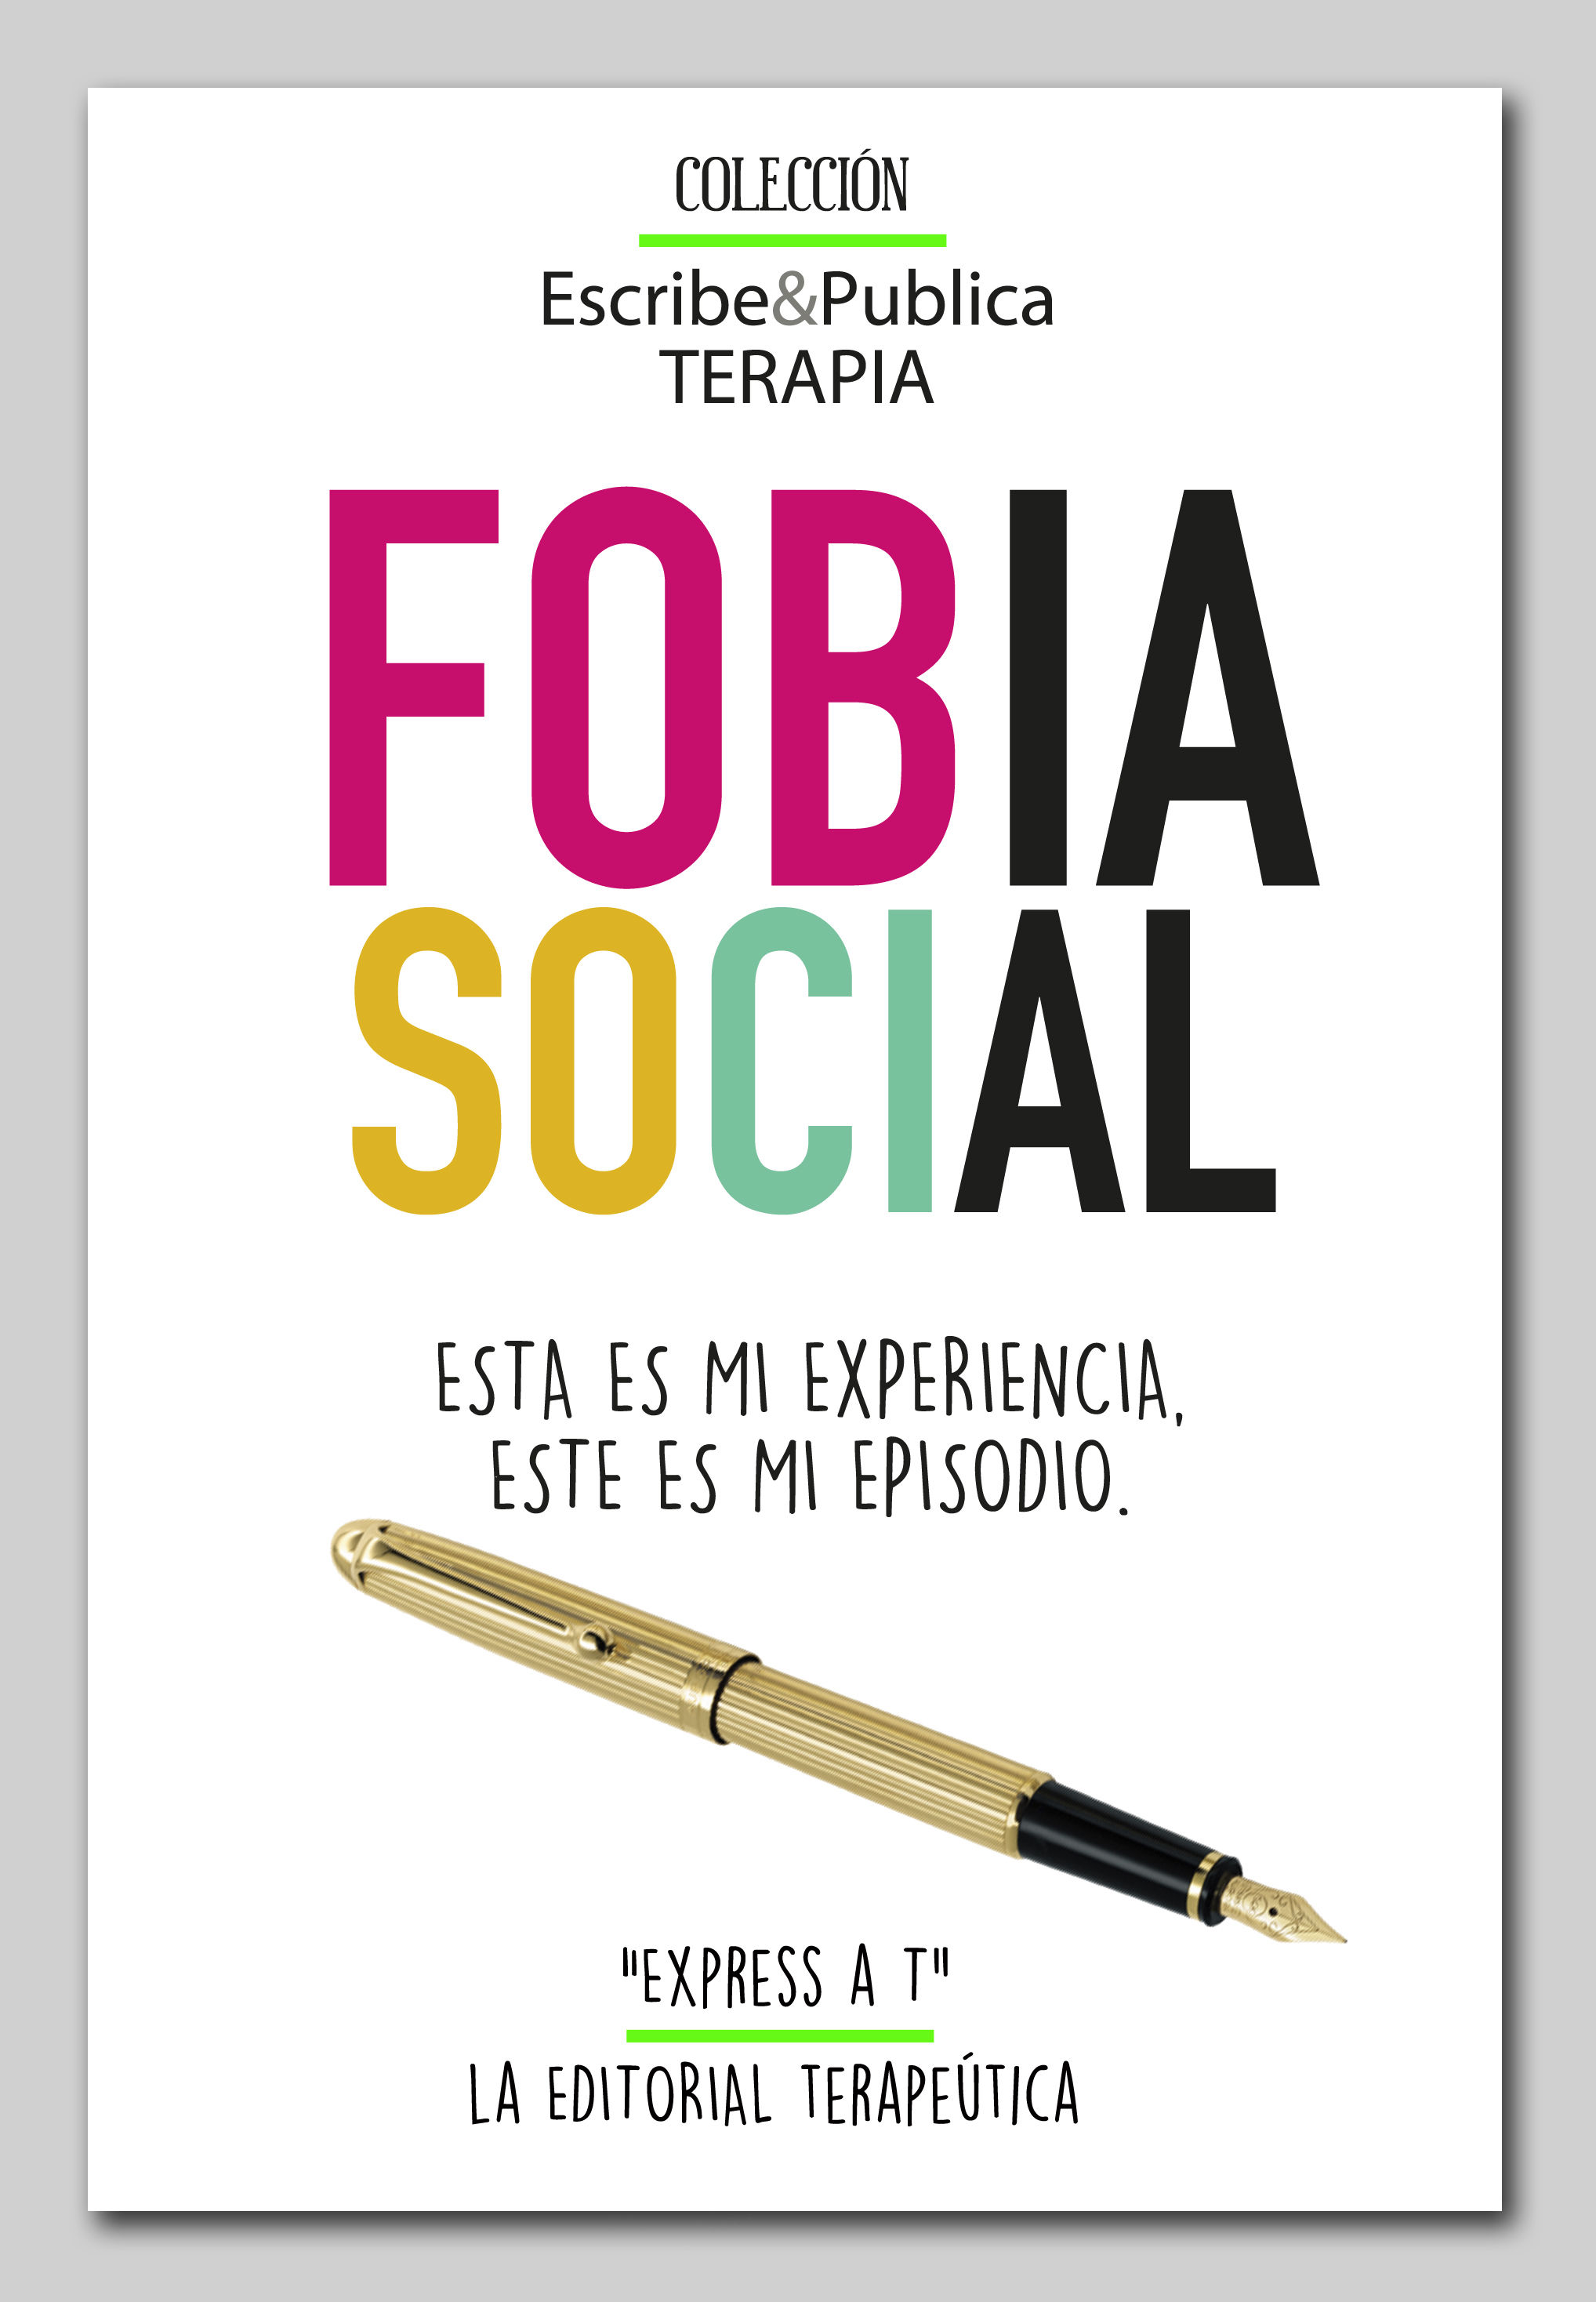 COLECCIÓN
Escribe&Publica
TERAPIA
FOBIA
SOCIAL
ESTA ES MI EXPERIENCIA,
ESTE ES MI EPISODIO.
"EXPRESS A T"
LA EDITORIAL TERAPEÚTICA